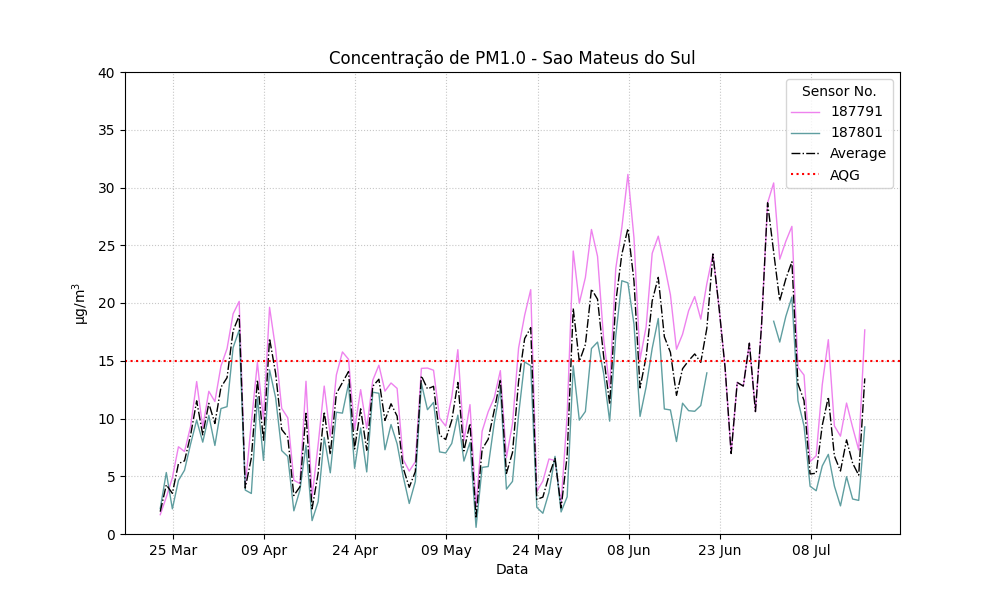 Concentração de PM1.0 - Sao Mateus do Sul
40
35
30
25
20
15
10
5
0
µg/m³
25 Mar
09 Apr
24 Apr
09 May
24 May
08 Jun
23 Jun
08 Jul
Data
Sensor No.
187791
187801
Average
AQG